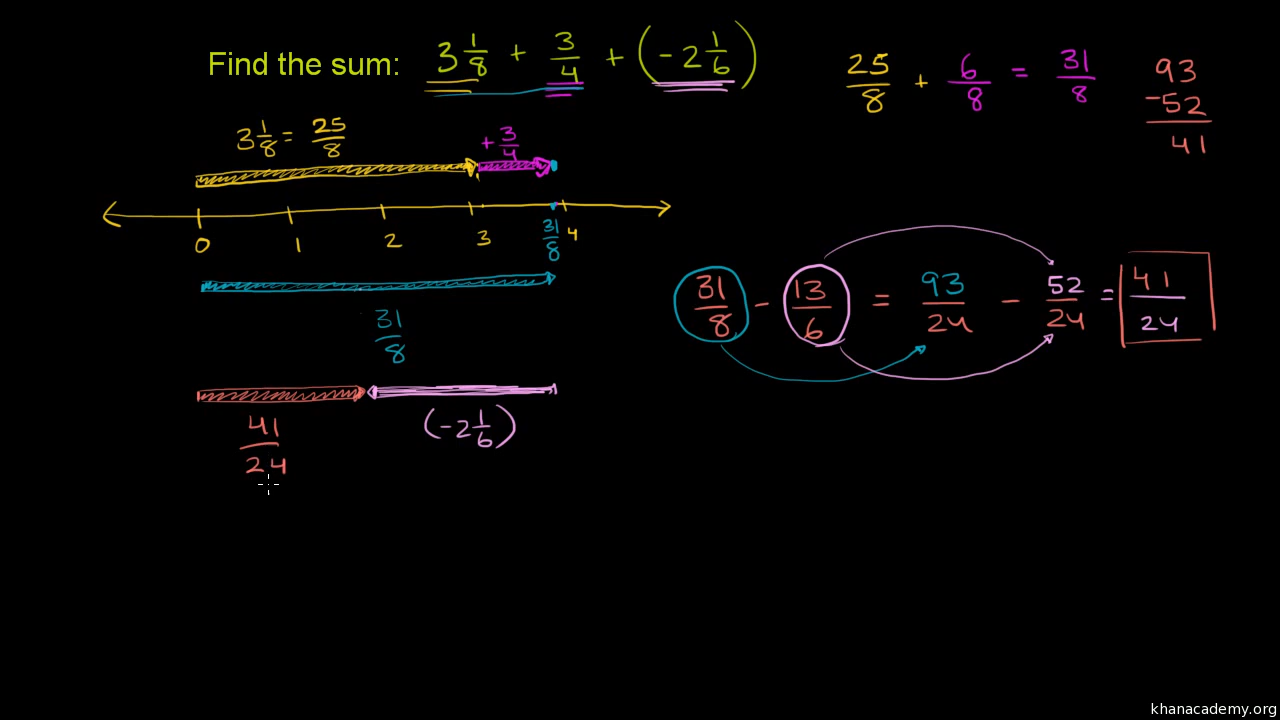 Find the sum: 3 1/8 + 3/4 + (-2 1/6)
25/8 + 6/8 = 31/8
93
-52
41
3 1/8 = 25/8
+ 3/4
0 1 2 3 31/8 4
31/8
31/8 - 13/6 = 93/24 - 52/24 = 41/24
41/24
(-2 1/6)
khanacademy.org